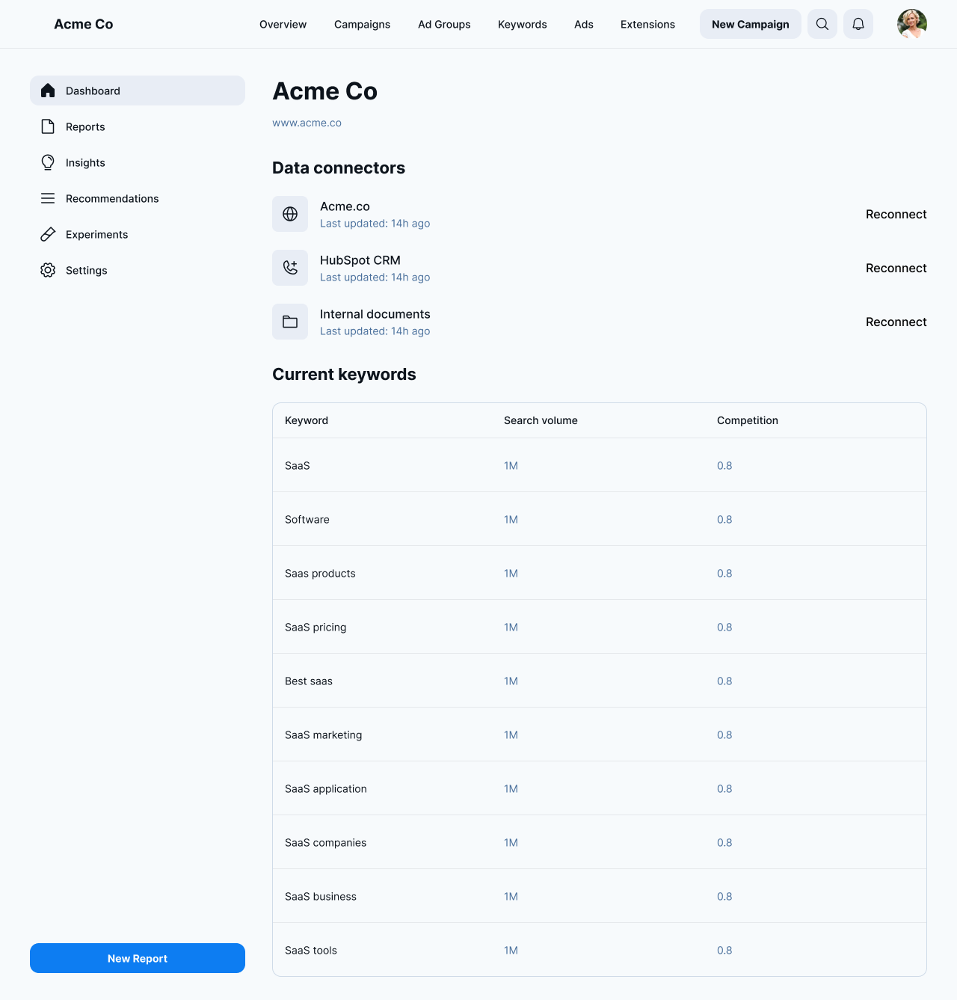 Acme Co
Overview
Campaigns
Ad Groups
Keywords
Ads
Extensions
New Campaign
Dashboard
Reports
Insights
Recommendations
Experiments
Settings
New Report
Acme Co
www.acme.co
Data connectors
Acme.co
Last updated: 14h ago
Reconnect
HubSpot CRM
Last updated: 14h ago
Reconnect
Internal documents
Last updated: 14h ago
Reconnect
Current keywords
Keyword Search volume Competition
SaaS 1M 0.8
Software 1M 0.8
Saas products 1M 0.8
SaaS pricing 1M 0.8
Best saas 1M 0.8
SaaS marketing 1M 0.8
SaaS application 1M 0.8
SaaS companies 1M 0.8
SaaS business 1M 0.8
SaaS tools 1M 0.8